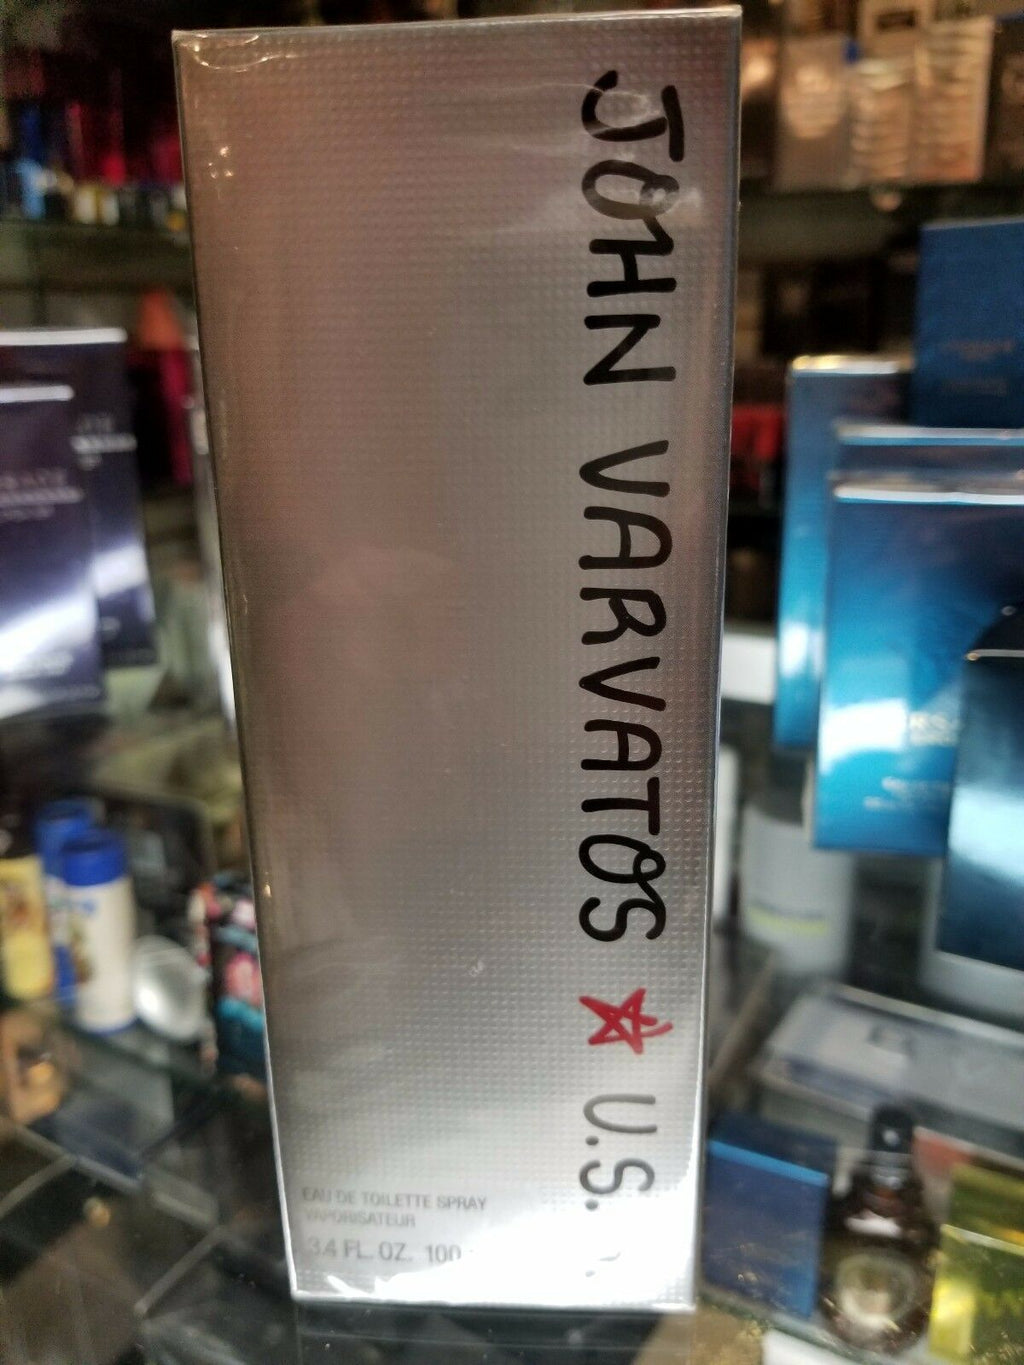 JOHN VARVATOS ☆ U.S.
EAU DE TOILETTE SPRAY
VAPORISATEUR
3.4 FL. OZ. 100